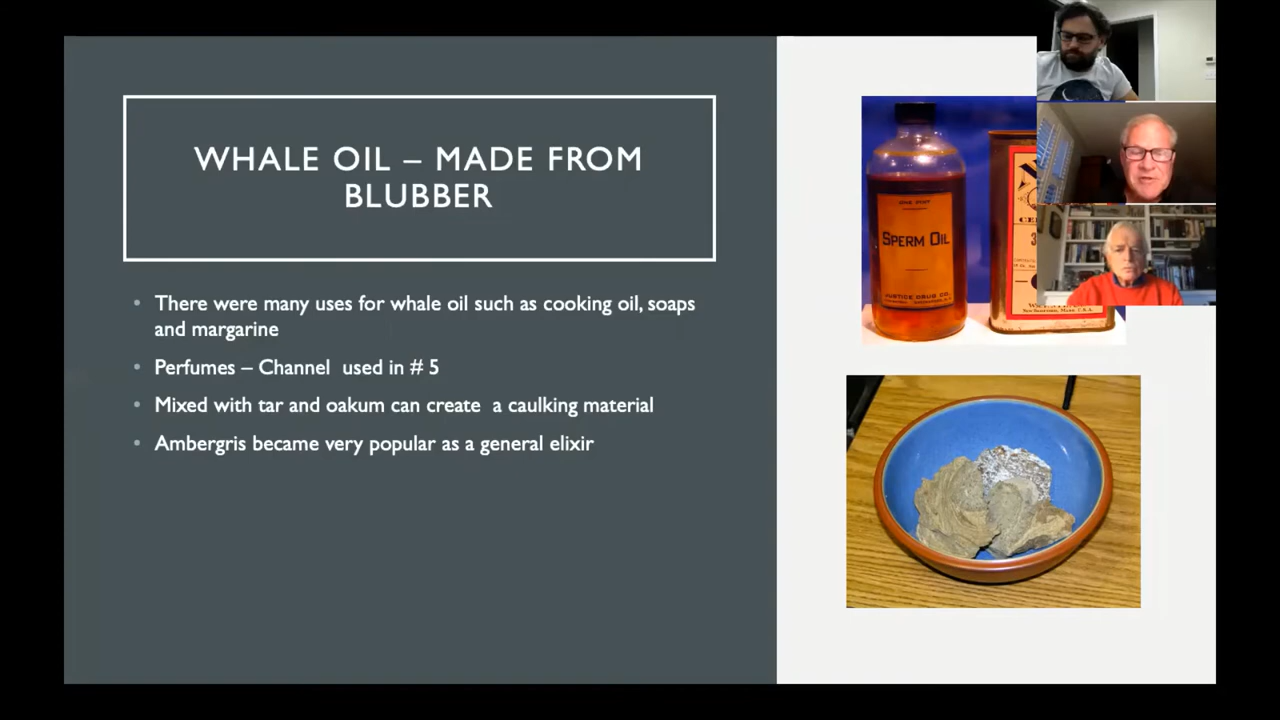 WHALE OIL – MADE FROM
BLUBBER
• There were many uses for whale oil such as cooking oil, soaps
and margarine
• Perfumes – Channel used in # 5
• Mixed with tar and oakum can create a caulking material
• Ambergris became very popular as a general elixir
ONE PINT
SPERM OIL
JUSTICE DRUG CO.